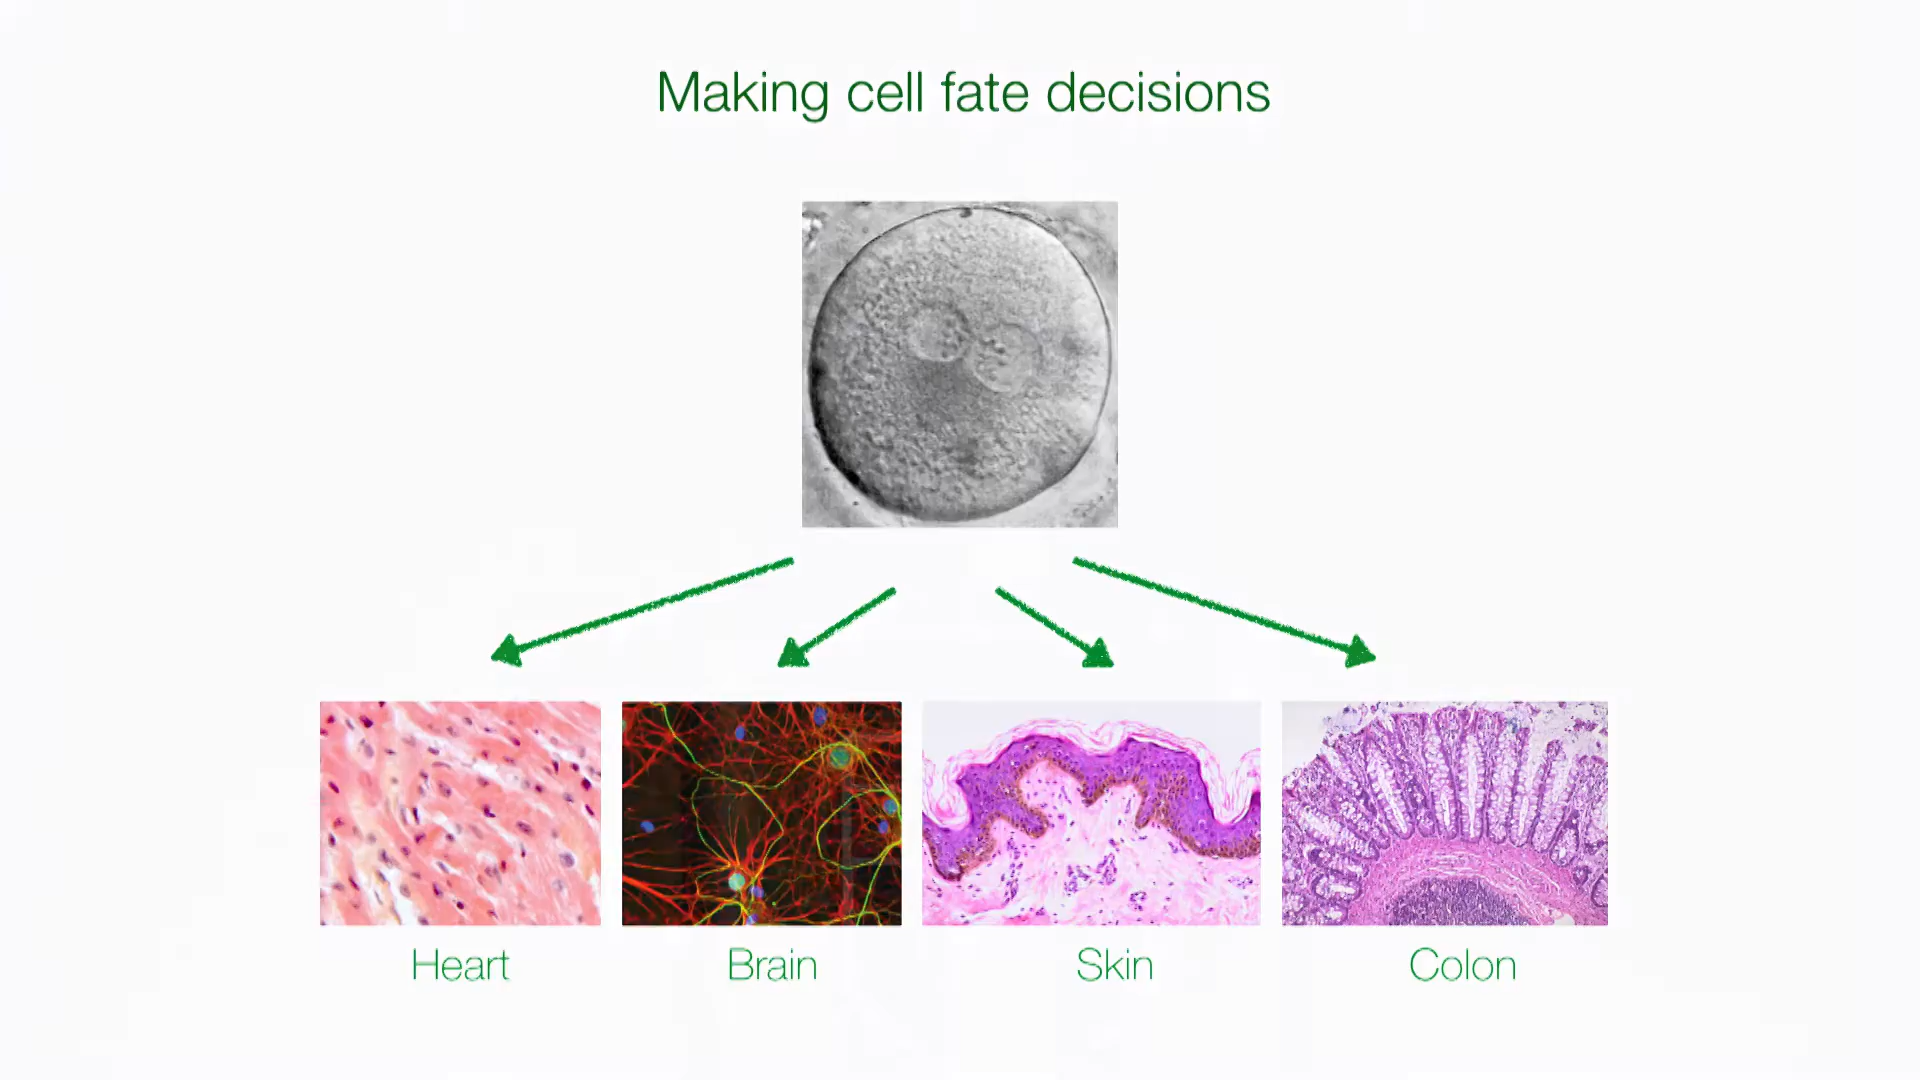 Making cell fate decisions
Heart
Brain
Skin
Colon